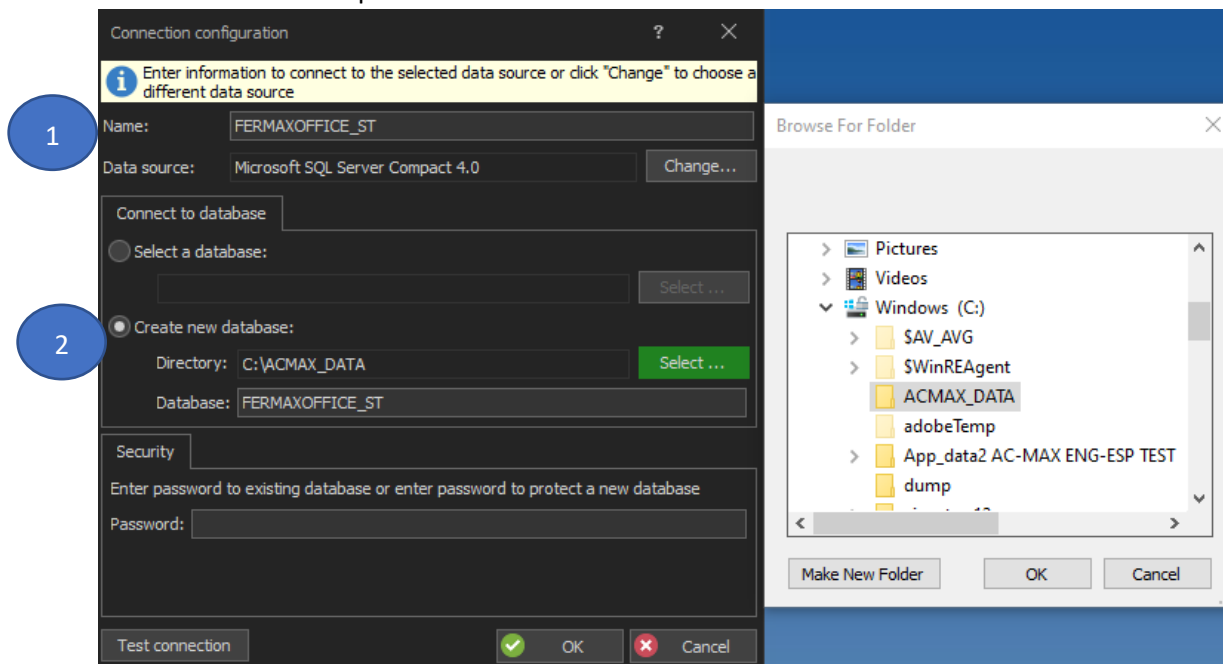 Connection configuration ?
Enter information to connect to the selected data source or click "Change" to choose a
different data source
1
Name: FERMAXOFFICE_ST
Data source: Microsoft SQL Server Compact 4.0 Change...
Connect to database
Select a database:
Select ...
2
Create new database:
Directory: C:\ACMAX_DATA Select ...
Database: FERMAXOFFICE_ST
Security
Enter password to existing database or enter password to protect a new database
Password:
Test connection OK Cancel
Browse For Folder
Pictures
Videos
Windows (C:)
$AV_AVG
$WinREAgent
ACMAX_DATA
adobeTemp
App_data2 AC-MAX ENG-ESP TEST
dump
Make New Folder OK Cancel